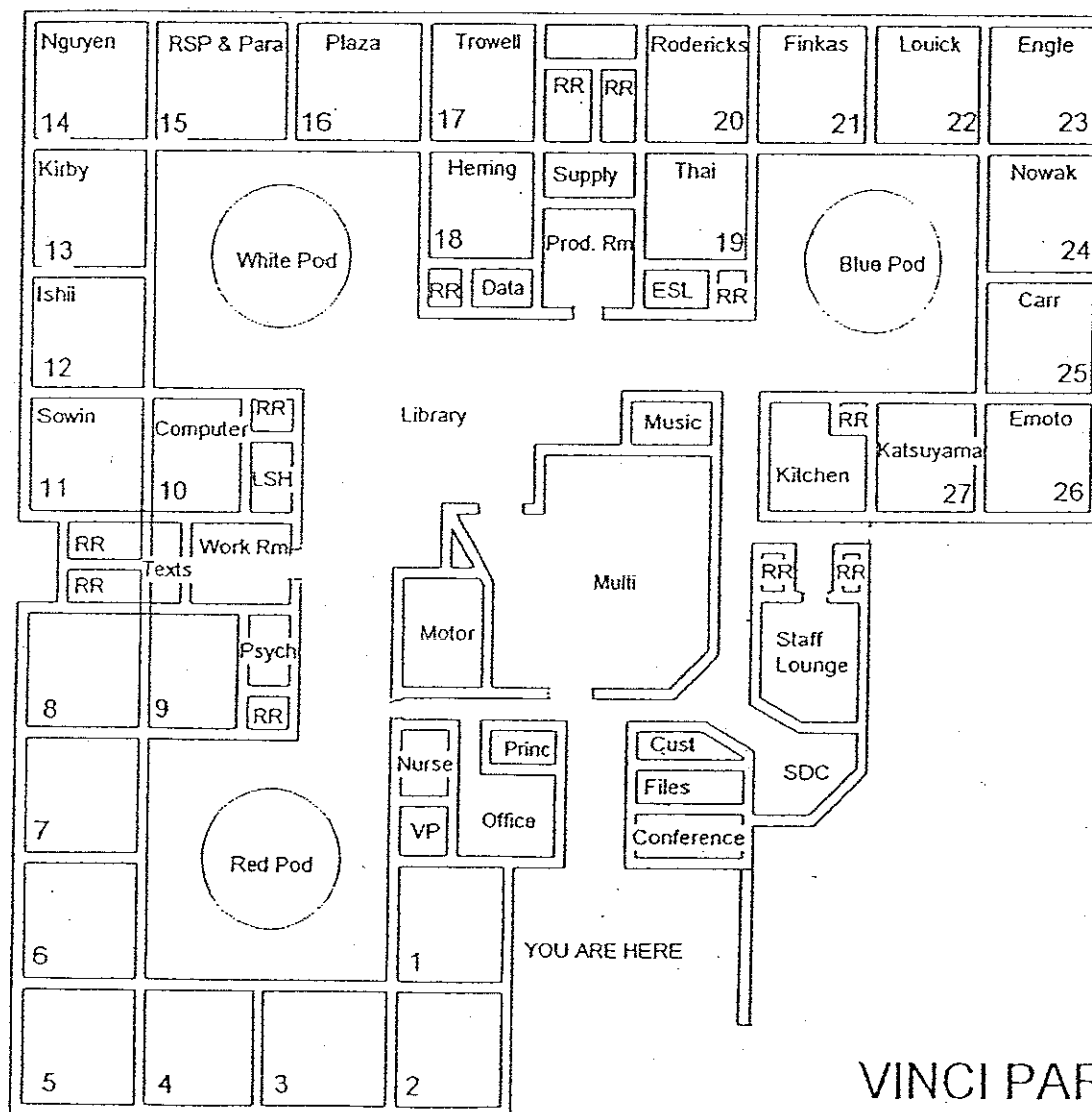 Nguyen
RSP & Para
Plaza
Trowell
Rodericks
Finkas
Louick
Engle
RR
RR
14
15
16
17
20
21
22
23
Kirby
Herring
Supply
Thai
Nowak
13
White Pod
18
Prod. Rm
19
Blue Pod
24
Ishii
RR
Data
ESL
RR
Carr
12
25
Sowin
Computer
RR
Library
Music
RR
Emoto
LSH
Kitchen
Katsuyama
11
10
27
26
RR
Work Rm
Texts
RR
Multi
RR
RR
Motor
Staff
Lounge
Psych
8
9
RR
Nurse
Princ
Cust
SDC
Files
7
VP
Office
Conference
Red Pod
6
1
YOU ARE HERE
5
4
3
2
VINCI PAR